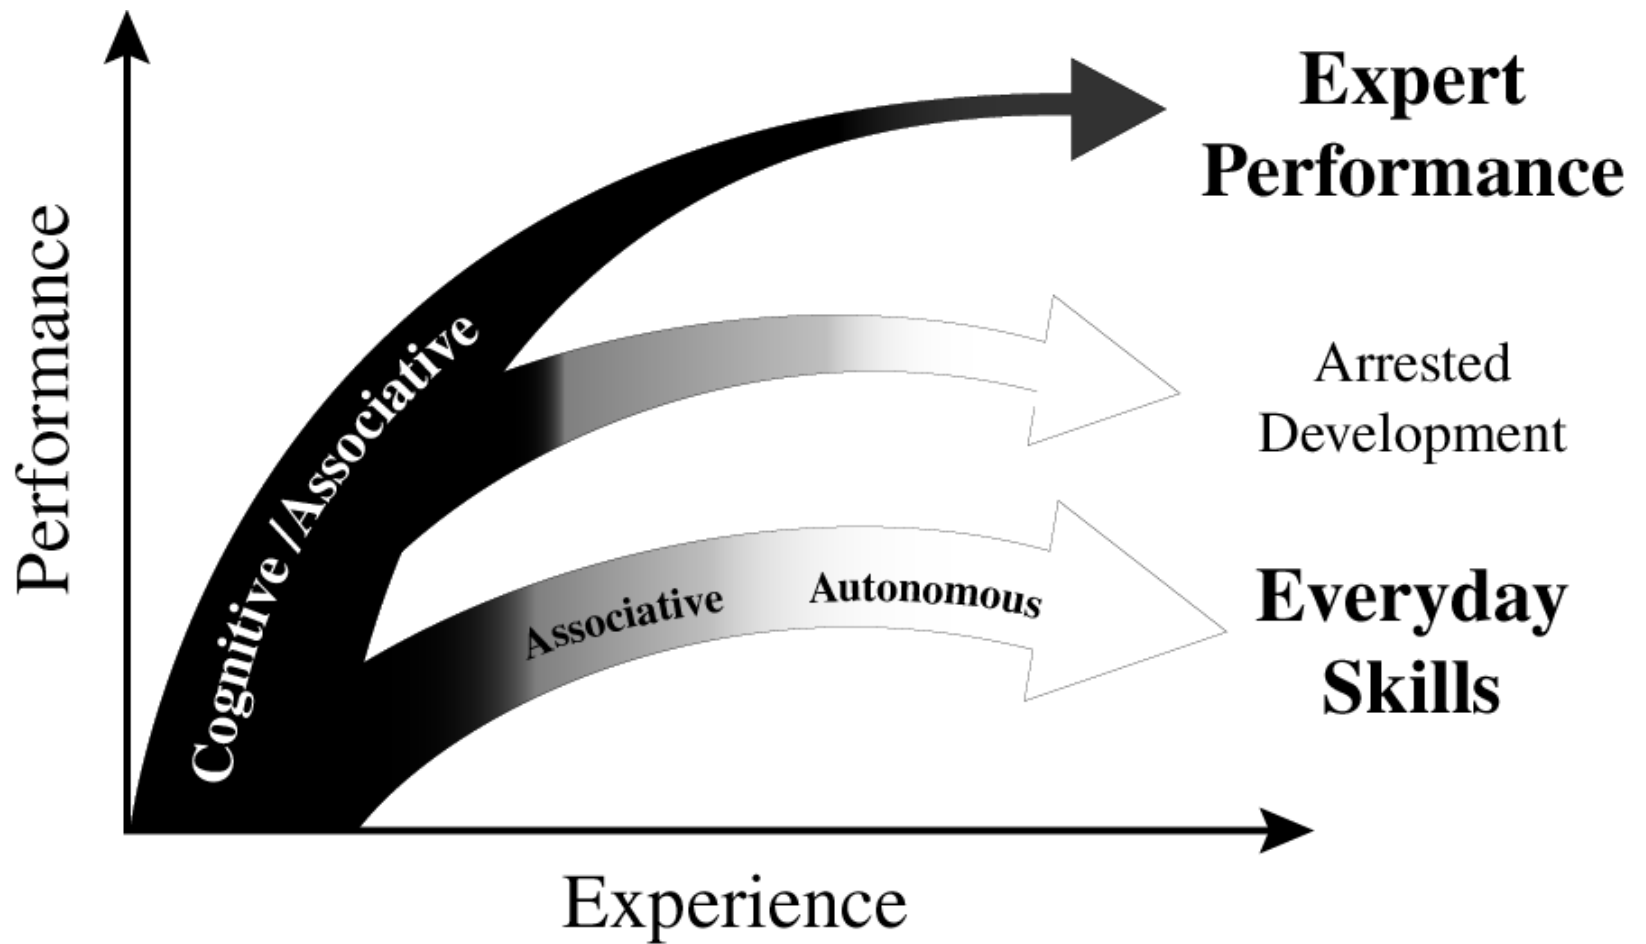 Performance
Cognitive /Associative
Expert
Performance
Arrested
Development
Associative
Autonomous
Everyday
Skills
Experience